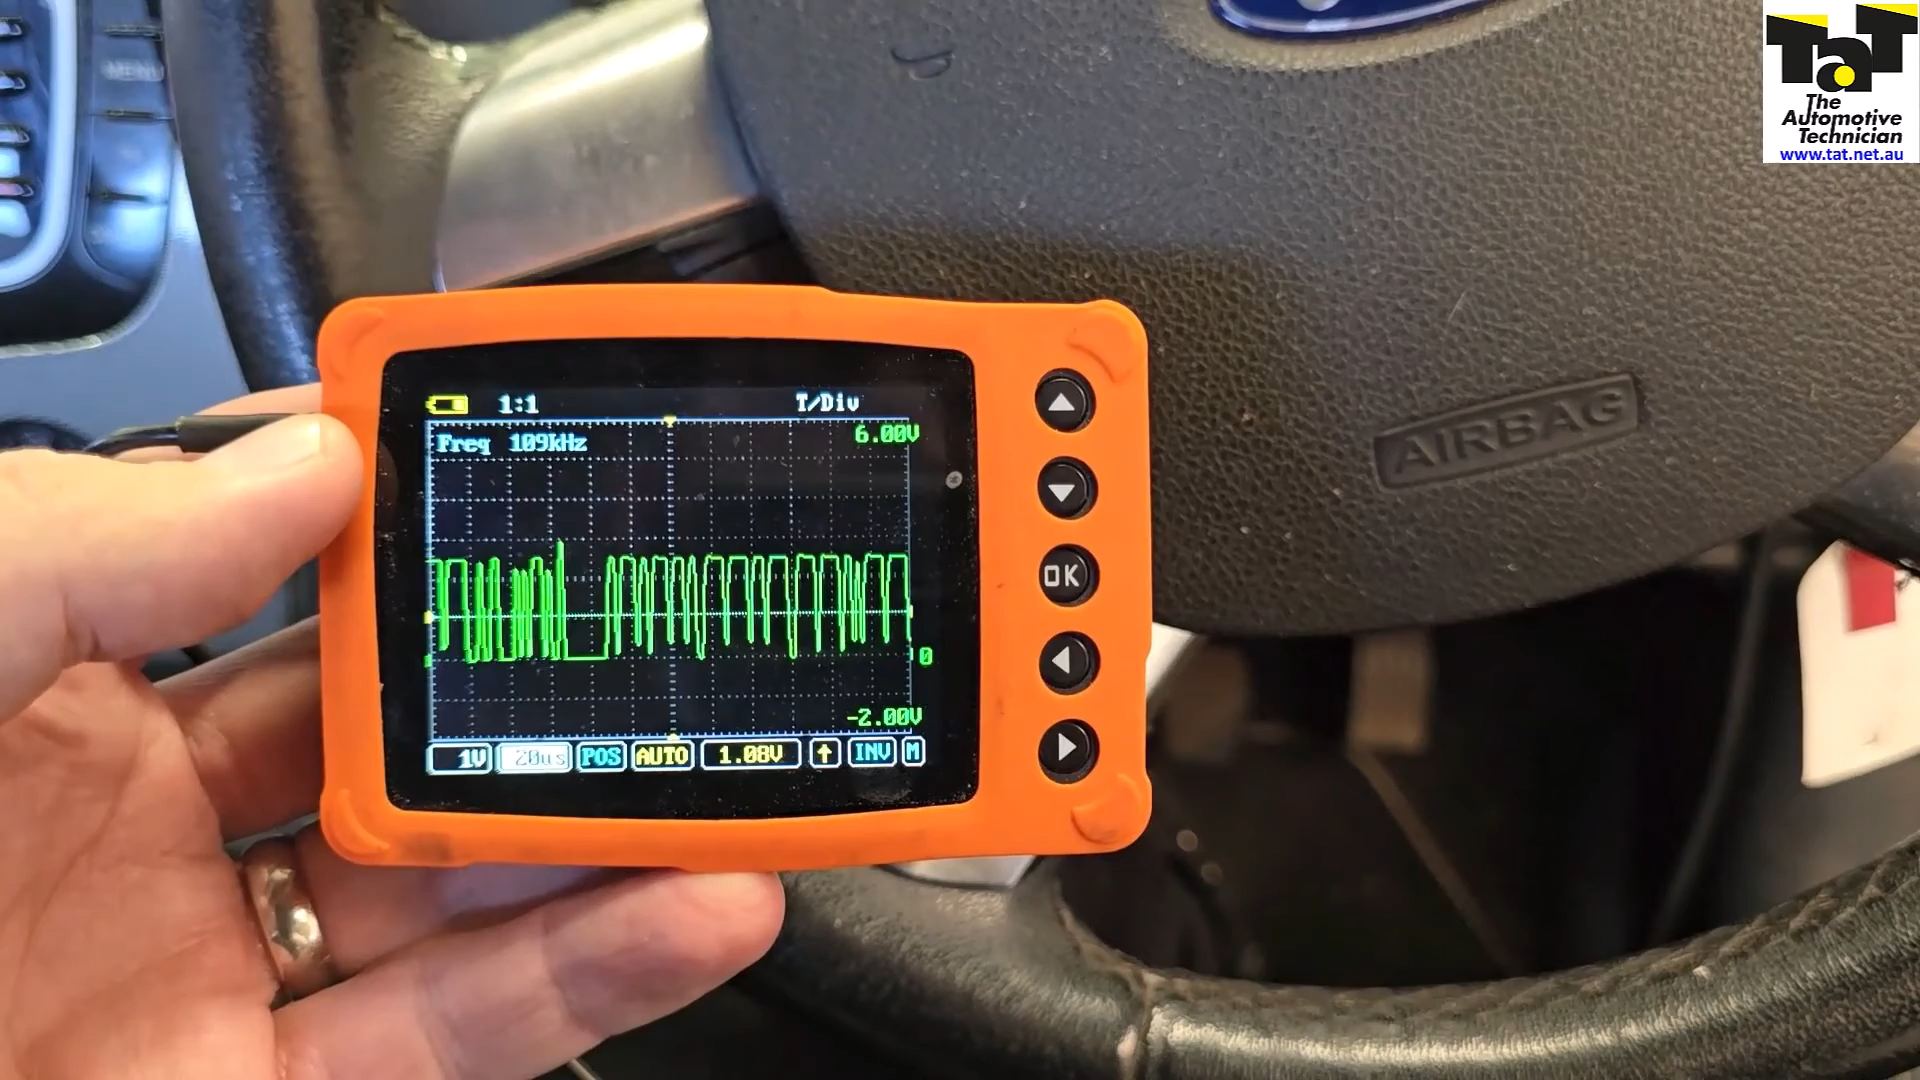 TaT
The
Automotive
Technician
www.tat.net.au
MENU
AIRBAG
1:1
T/Div
Freq 109kHz
6.00V
0
-2.00V
1V
20us
POS
AUTO
1.08V
INV
M
OK